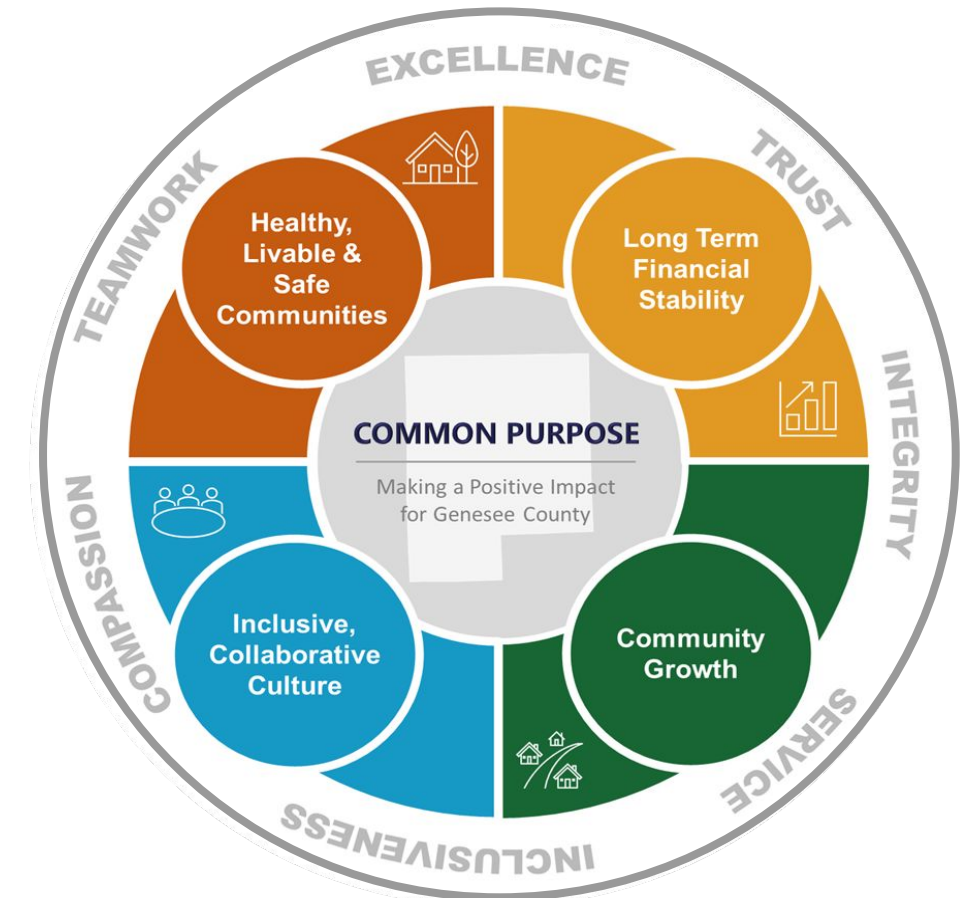 EXCELLENCE
TRUST
INTEGRITY
SERVICE
INCLUSIVENESS
COMPASSION
TEAMWORK
Healthy,
Livable &
Safe
Communities
Long Term
Financial
Stability
COMMON PURPOSE
Making a Positive Impact
for Genesee County
Inclusive,
Collaborative
Culture
Community
Growth